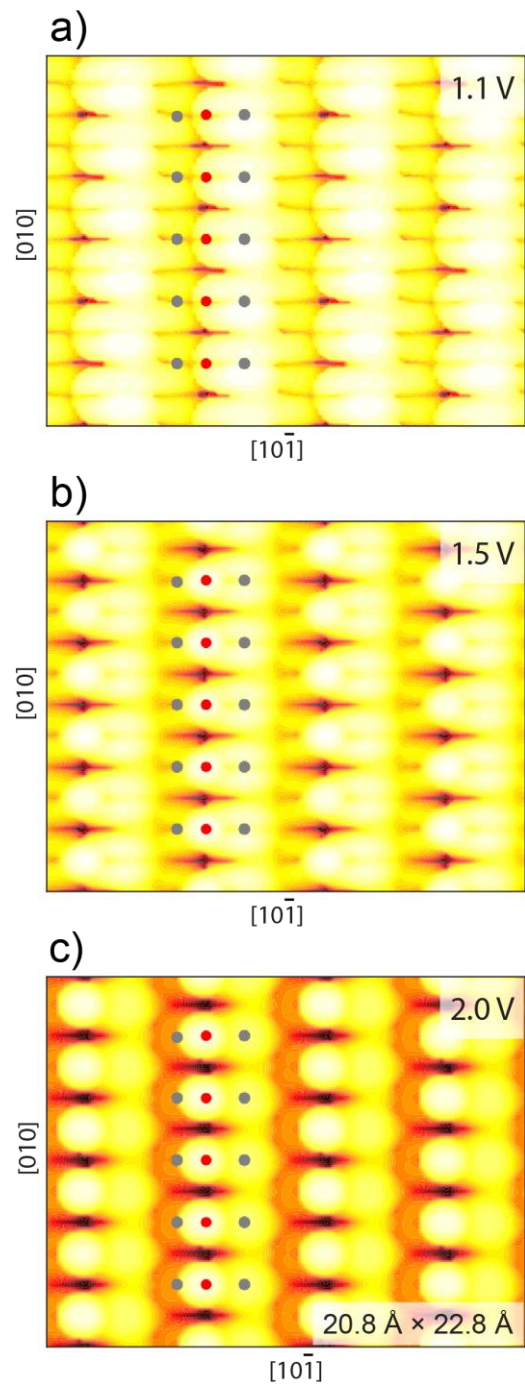 a)
1.1 V
[010]
[101̄]
b)
1.5 V
[010]
[101̄]
c)
2.0 V
[010]
20.8 Å × 22.8 Å
[101̄]